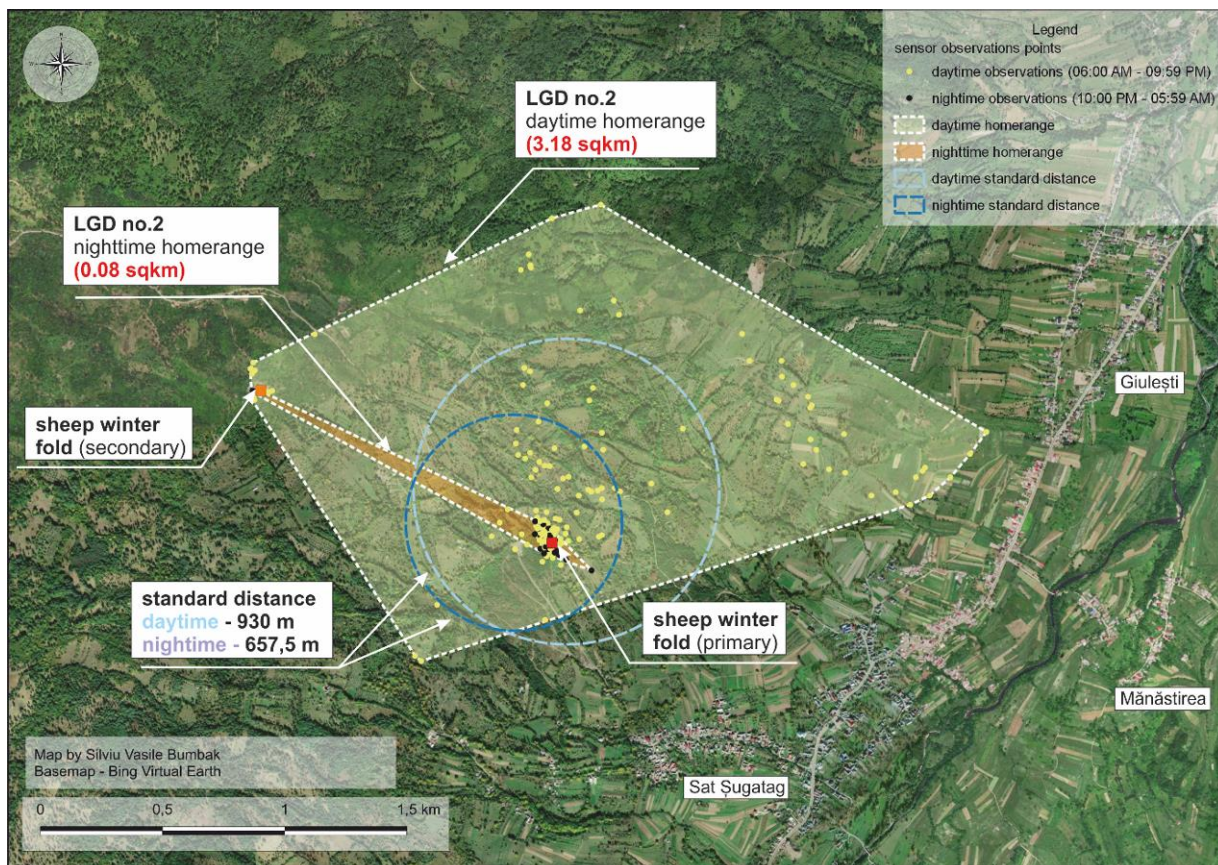 Legend
sensor observations points
daytime observations (06:00 AM - 09:59 PM)
nightime observations (10:00 PM - 05:59 AM)
daytime homerange
nighttime homerange
daytime standard distance
nightime standard distance
LGD no.2
daytime homerange
(3.18 sqkm)
LGD no.2
nighttime homerange
(0.08 sqkm)
Giulești
sheep winter
fold (secondary)
standard distance
daytime - 930 m
nightime - 657,5 m
sheep winter
fold (primary)
Mănăstirea
Sat Șugatag
Map by Silviu Vasile Bumbak
Basemap - Bing Virtual Earth
0 0,5 1 1,5 km